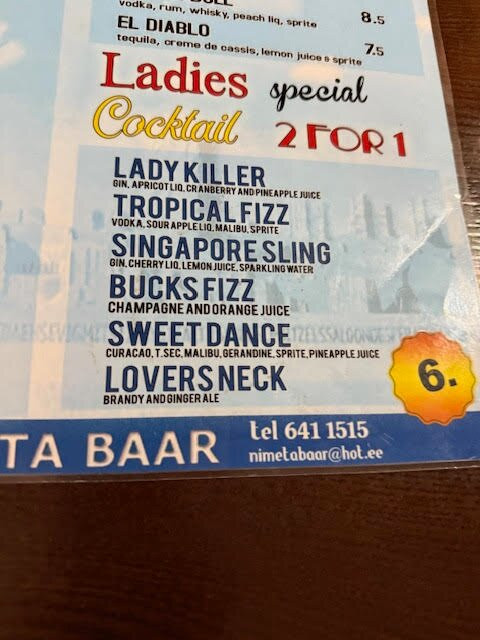 vodka, rum, whisky, peach liq, sprite 8.5
EL DIABLO 7.5
tequila, creme de cassis, lemon juice & sprite
Ladies special
Cocktail 2 FOR 1
LADY KILLER
GIN, APRICOT LIQ, CRANBERRY AND PINEAPPLE JUICE
TROPICAL FIZZ
VODKA, SOUR APPLE LIQ, MALIBU, SPRITE
SINGAPORE SLING
GIN, CHERRY LIQ, LEMON JUICE, SPARKLING WATER
BUCKS FIZZ
CHAMPAGNE AND ORANGE JUICE
SWEET DANCE
CURACAO, T.SEC, MALIBU, GERANDINE, SPRITE, PINEAPPLE JUICE
LOVERS NECK
BRANDY AND GINGER ALE
6.
TA BAAR
tel 641 1515
nimetabaar@hot.ee